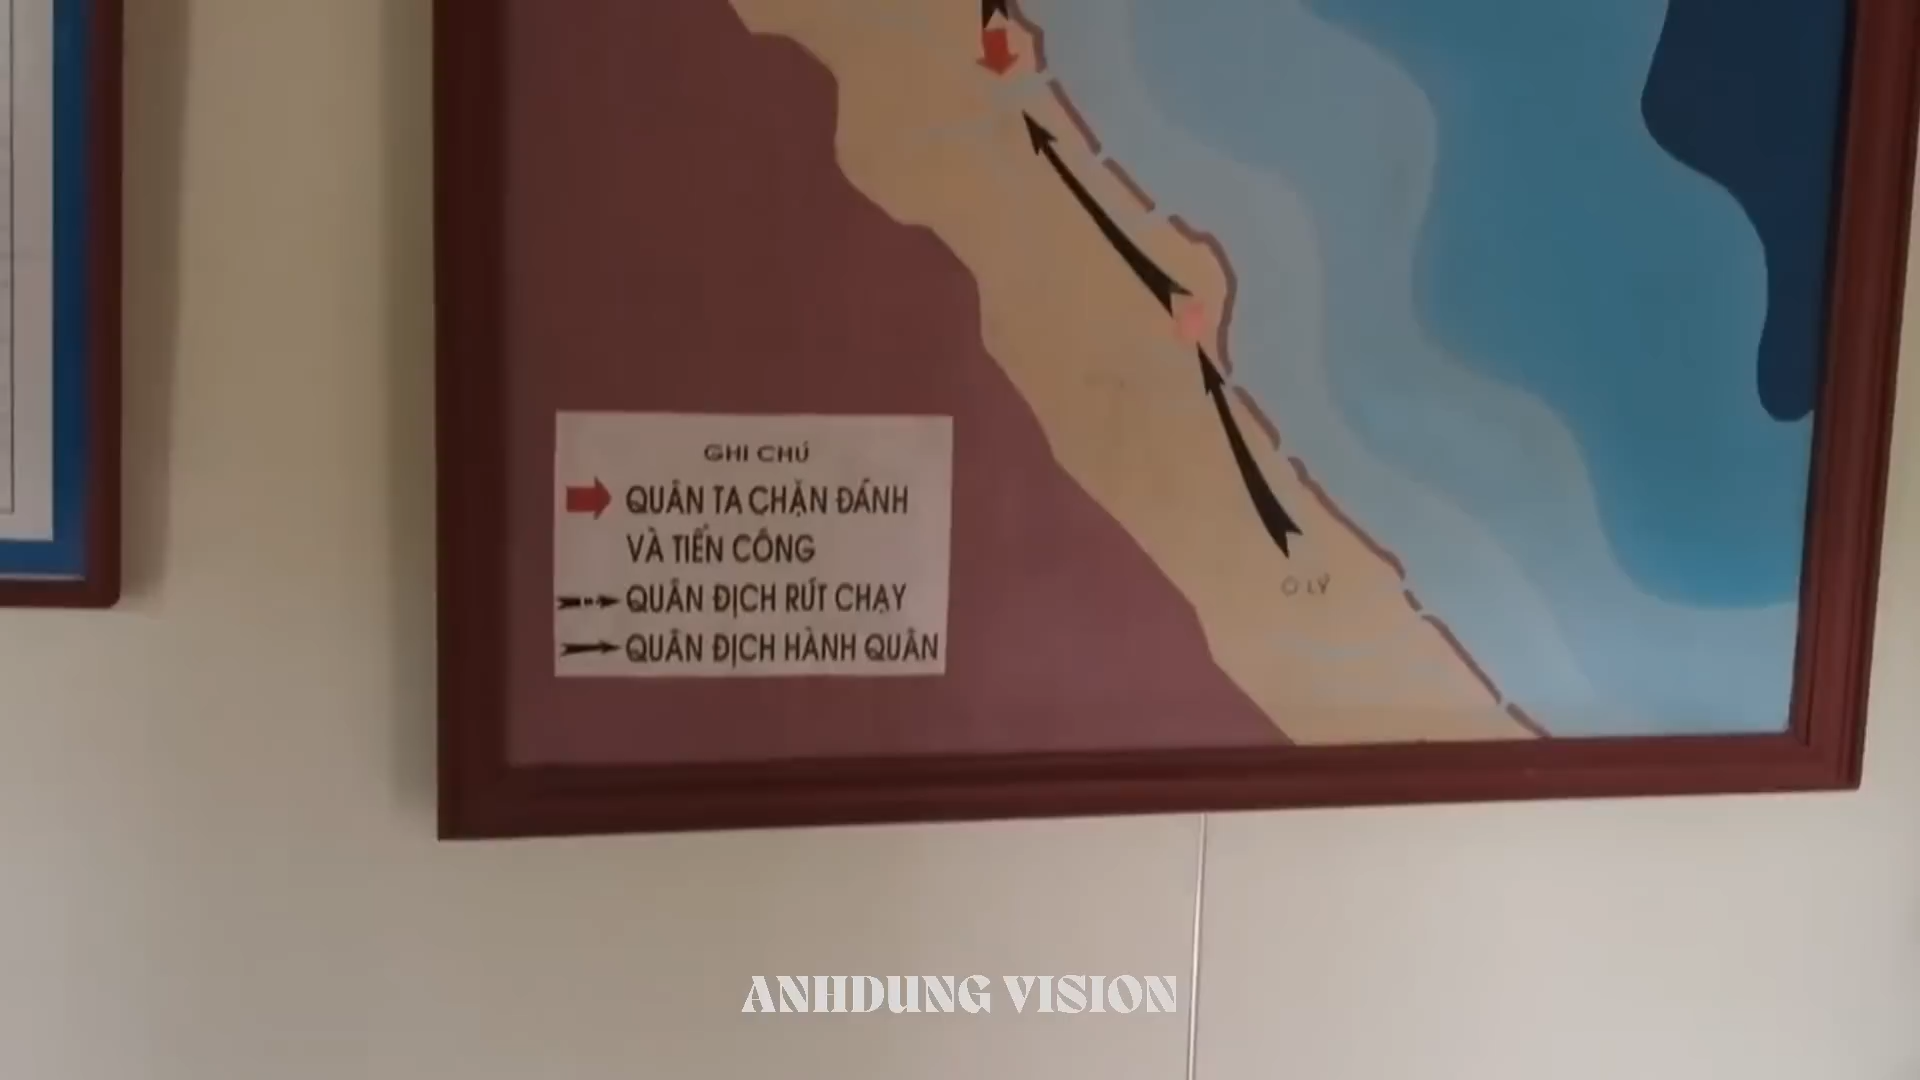 GHI CHÚ
QUÂN TA CHẶN ĐÁNH
VÀ TIẾN CÔNG
QUÂN ĐỊCH RÚT CHẠY
QUÂN ĐỊCH HÀNH QUÂN
Ô LÝ
ANHDUNG VISION